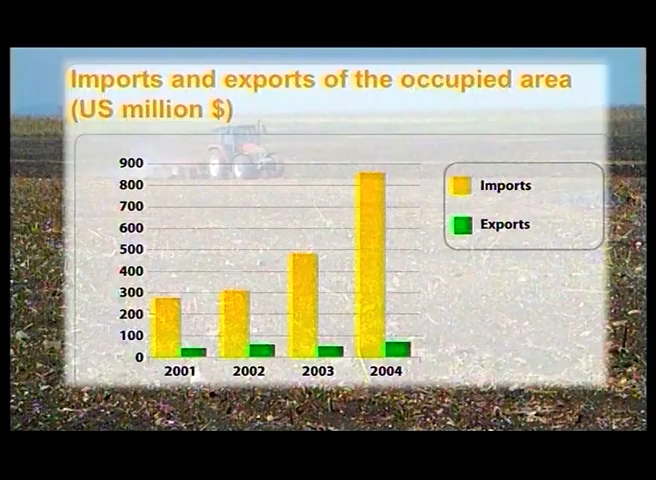 Imports and exports of the occupied area
(US million $)
900
800
700
600
500
400
300
200
100
0
2001 2002 2003 2004
Imports
Exports